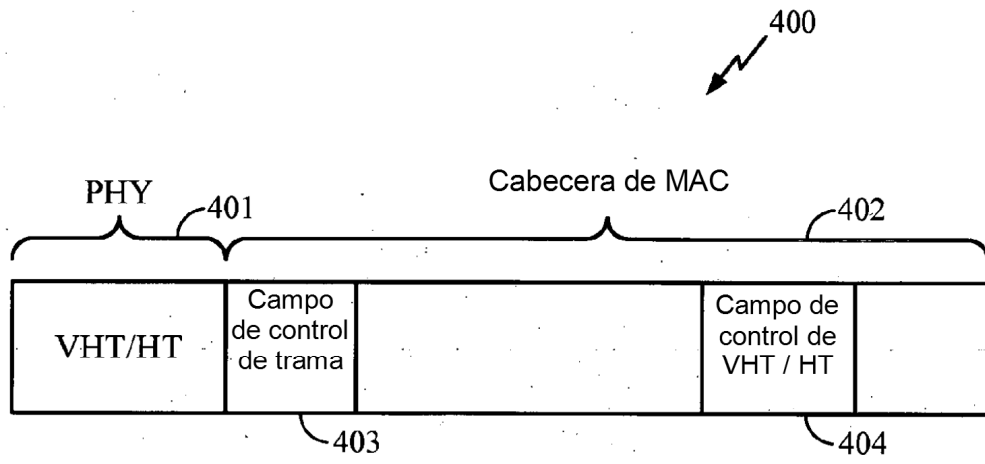 400
PHY
401
Cabecera de MAC
402
VHT/HT
Campo
de control
de trama
Campo de
control de
VHT / HT
403
404